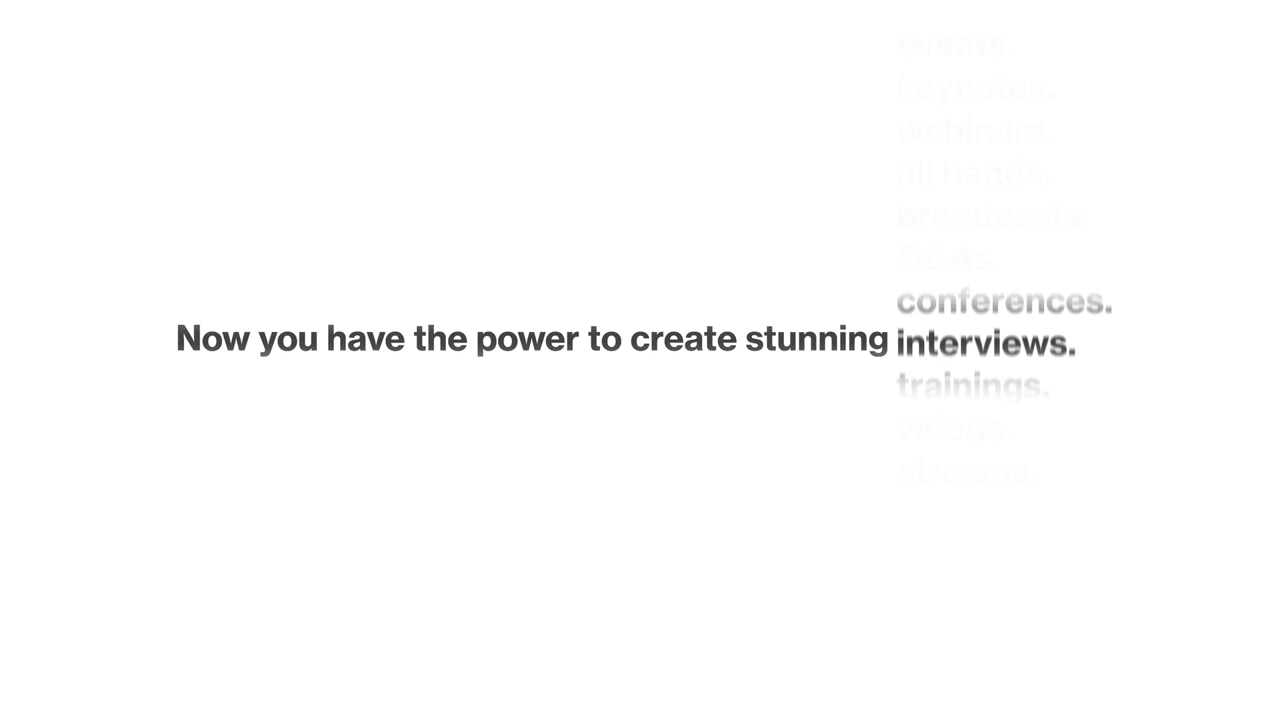 events.
keynotes.
webinars.
all hands.
broadcasts
Q&As.
conferences.
Now you have the power to create stunning interviews.
trainings.
videos.
streams.